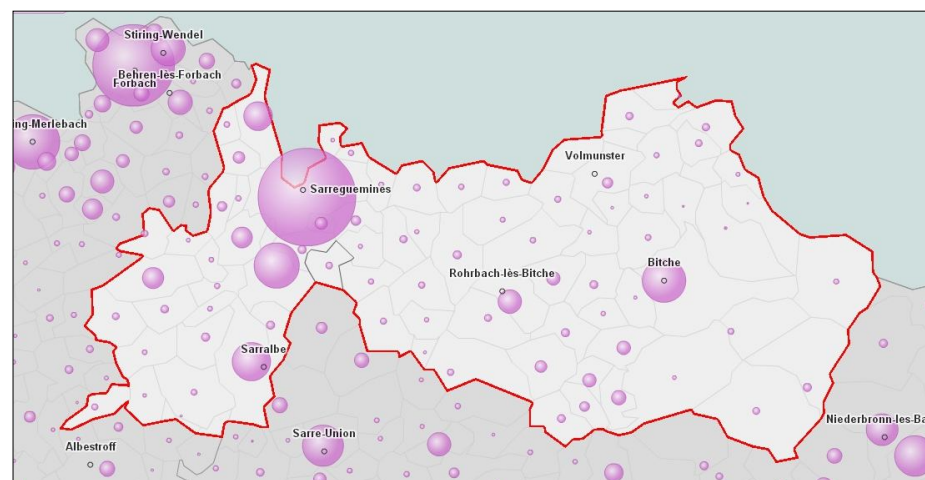 Stiring-Wendel
Behren-lès-Forbach
Forbach
ing-Merlebach
Volmunster
Sarreguemines
Bitche
Rohrbach-lès-Bitche
Sarralbe
Niederbronn-les-Ba
Sarre-Union
Albestroff